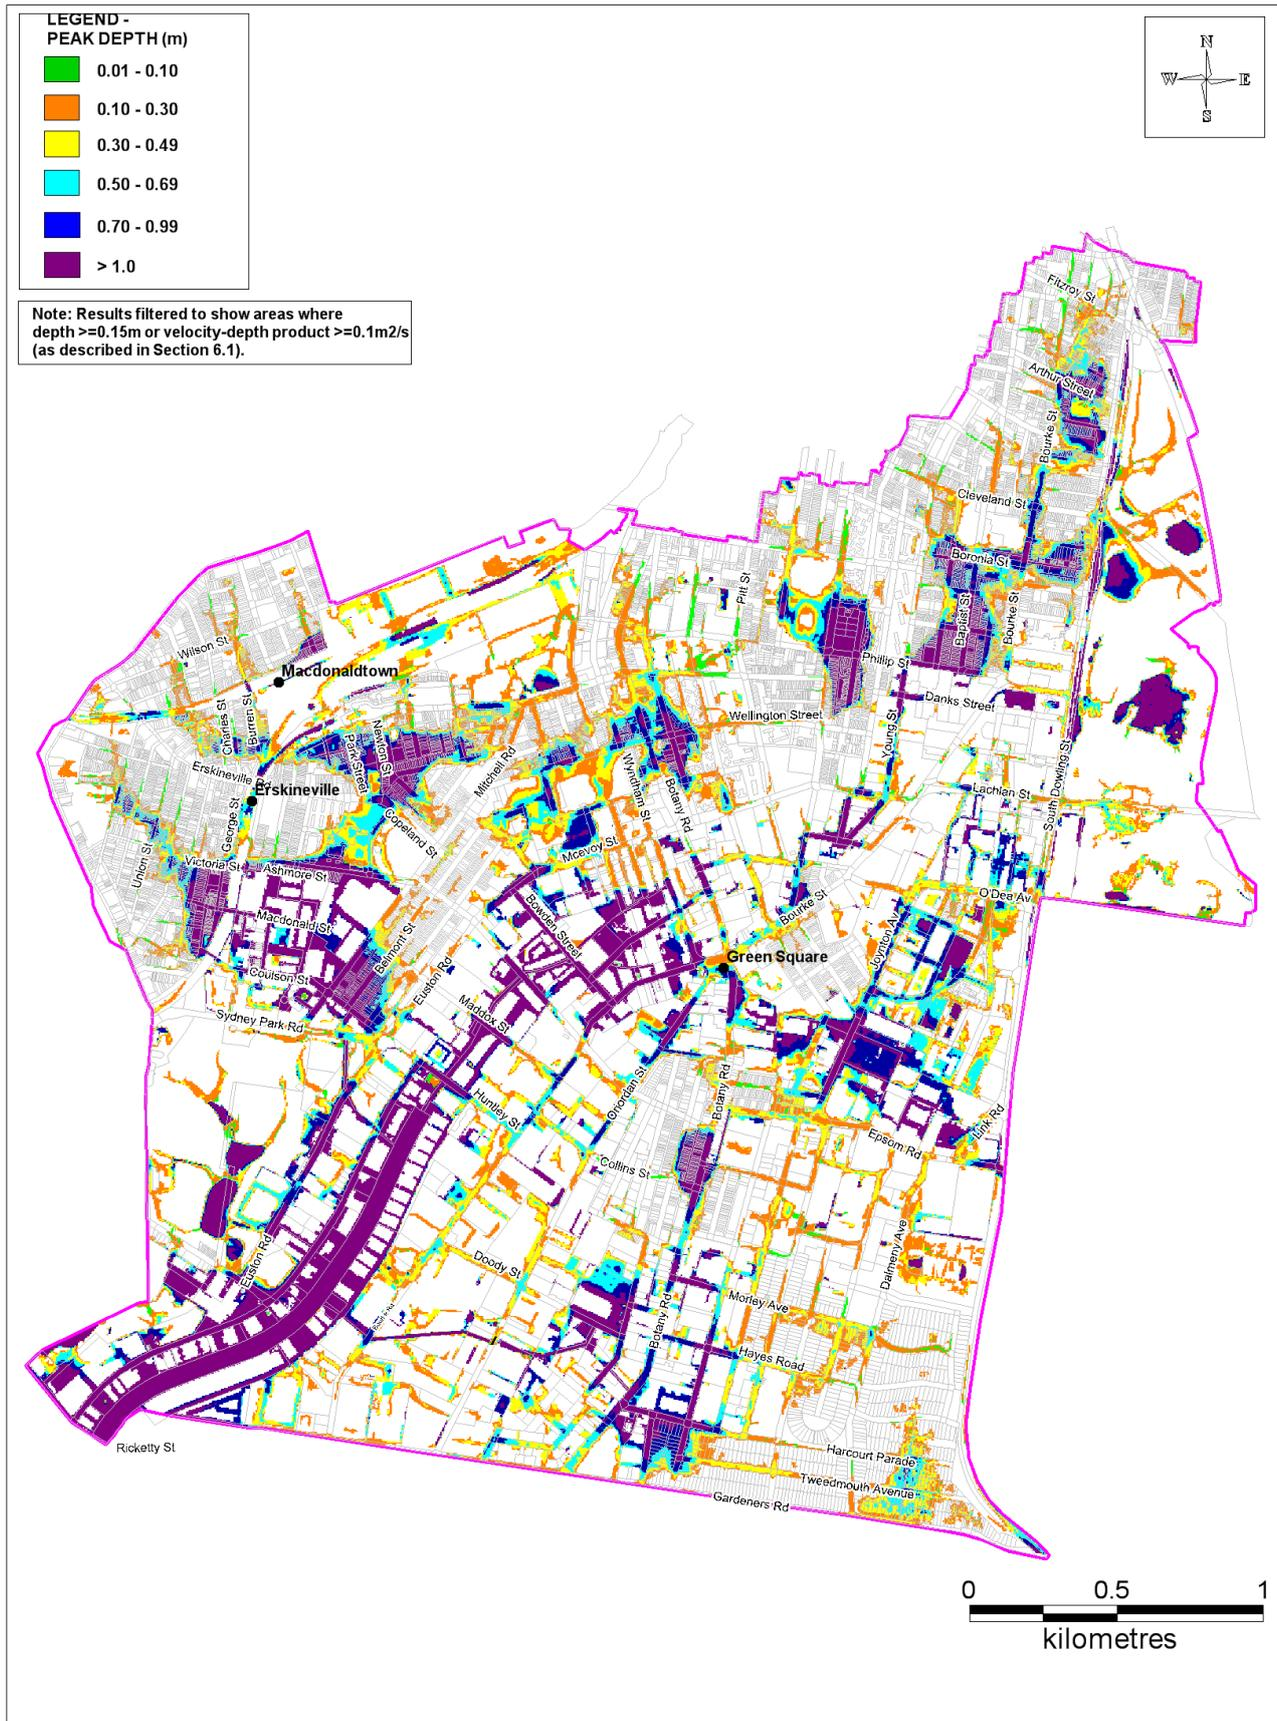 LEGEND -
PEAK DEPTH (m)
0.01 - 0.10
0.10 - 0.30
0.30 - 0.49
0.50 - 0.69
0.70 - 0.99
> 1.0
Note: Results filtered to show areas where
depth >=0.15m or velocity-depth product >=0.1m2/s
(as described in Section 6.1).
N
W
E
S
Fitzroy St
Arthur Street
Bourke St
Cleveland St
Boronia St
Pitt St
Baptist St
Bourke St
Wilson St
Phillip St
Macdonaldtown
Danks Street
Charles St
Burren St
Wellington Street
Newton St
Park Street
Young St
South Dowling St
Mitchell Rd
Wyndham St
Botany Rd
Erskineville Rd
Erskineville
Lachlan St
George St
Copeland St
Union St
Victoria St
Ashmore St
Mcevoy St
O'Dea Av
Macdonald St
Bowden Street
Bourke St
Belmont St
Joynton Av
Green Square
Coulson St
Euston Rd
Maddox St
Sydney Park Rd
Huntley St
Botany Rd
Link Rd
Epsom Rd
Collins St
Dalmeny Ave
Euston Rd
Doody St
Morley Ave
Botany Rd
Hayes Road
Ricketty St
Harcourt Parade
Tweedmouth Avenue
Gardeners Rd
0 0.5 1
kilometres